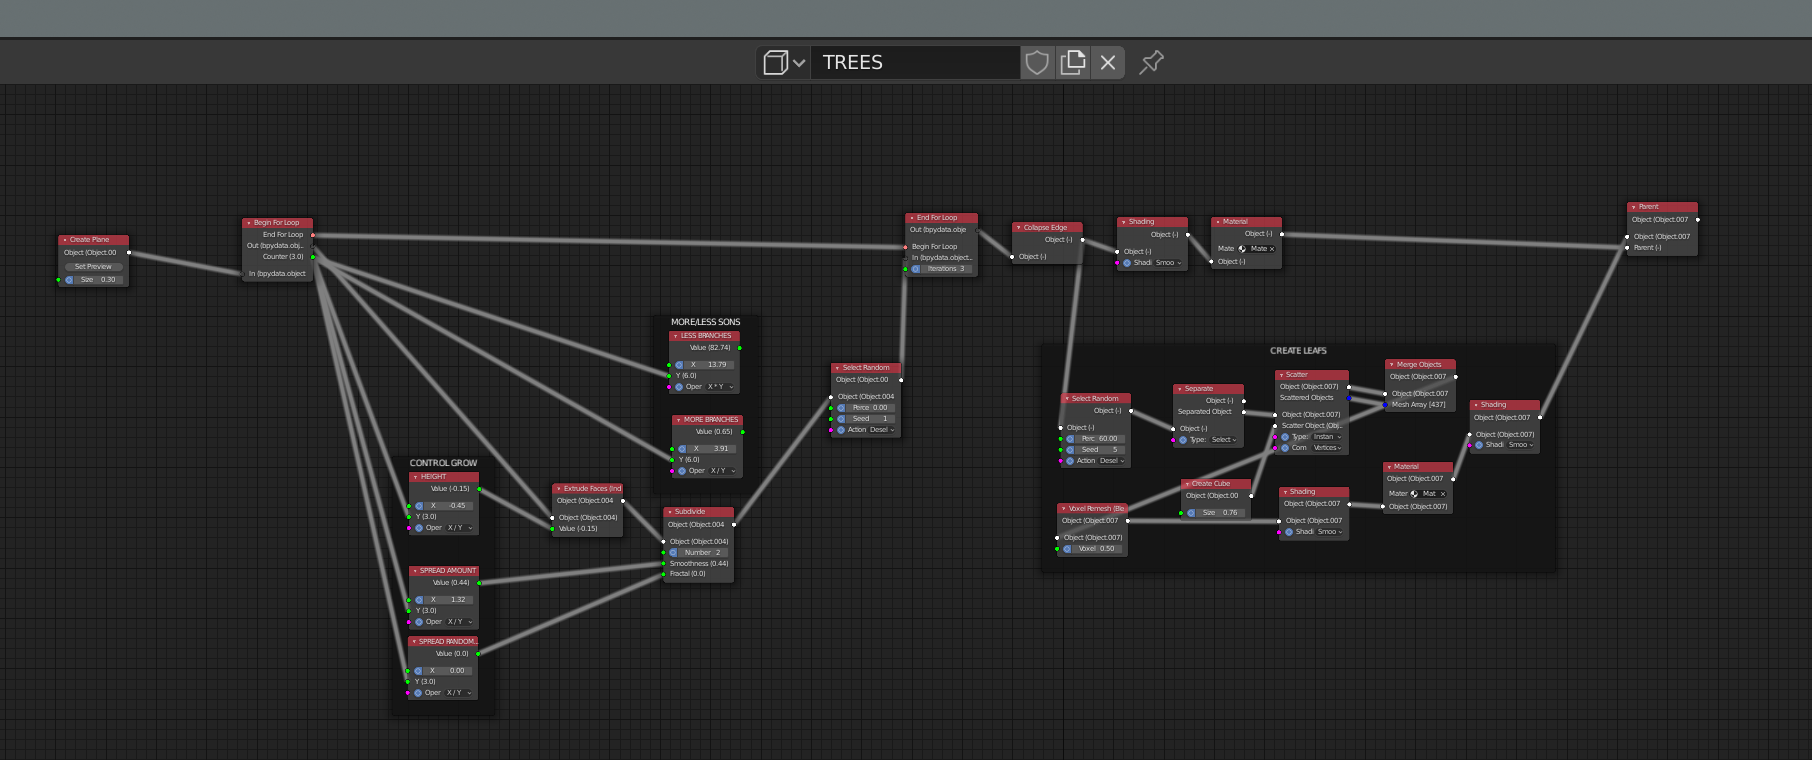 TREES
Create Plane
Object (Object.00
Set Preview
Size 0.30
Begin For Loop
End For Loop
Out (bpydata.obj...
Counter (3.0)
In (bpydata.object
CONTROL GROW
HEIGHT
Value (-0.15)
X -0.45
Y (3.0)
Oper X / Y
SPREAD AMOUNT
Value (0.44)
X 1.32
Y (3.0)
Oper X / Y
SPREAD RANDOM...
Value (0.0)
X 0.00
Y (3.0)
Oper X / Y
Extrude Faces (Ind
Object (Object.004
Object (Object.004)
Value (-0.15)
MORE/LESS SONS
LESS BRANCHES
Value (82.74)
X 13.79
Y (6.0)
Oper X * Y
MORE BRANCHES
Value (0.65)
X 3.91
Y (6.0)
Oper X / Y
Subdivide
Object (Object.004
Object (Object.004)
Number 2
Smoothness (0.44)
Fractal (0.0)
Select Random
Object (Object.00
Object (Object.004
Perce 0.00
Seed 1
Action Desel
End For Loop
Out (bpydata.obje
Begin For Loop
In (bpydata.object...
Iterations 3
Collapse Edge
Object (-)
Object (-)
Shading
Object (-)
Object (-)
Shadi Smoo
Material
Object (-)
Mate Mate
Object (-)
CREATE LEAFS
Select Random
Object (-)
Object (-)
Perc 60.00
Seed 5
Action Desel
Separate
Object (-)
Separated Object
Object (-)
Type: Select
Scatter
Object (Object.007)
Scattered Objects
Object (Object.007)
Scatter Object (Obj..
Type: Instan
Com Vertices
Merge Objects
Object (Object.007
Object (Object.007
Mesh Array [437]
Shading
Object (Object.007
Object (Object.007)
Shadi Smoo
Voxel Remesh (Ble
Object (Object.007
Object (Object.007)
Voxel 0.50
Create Cube
Object (Object.00
Size 0.76
Shading
Object (Object.007
Object (Object.007
Shadi Smoo
Material
Object (Object.007
Mater Mat
Object (Object.007)
Parent
Object (Object.007
Object (Object.007
Parent (-)